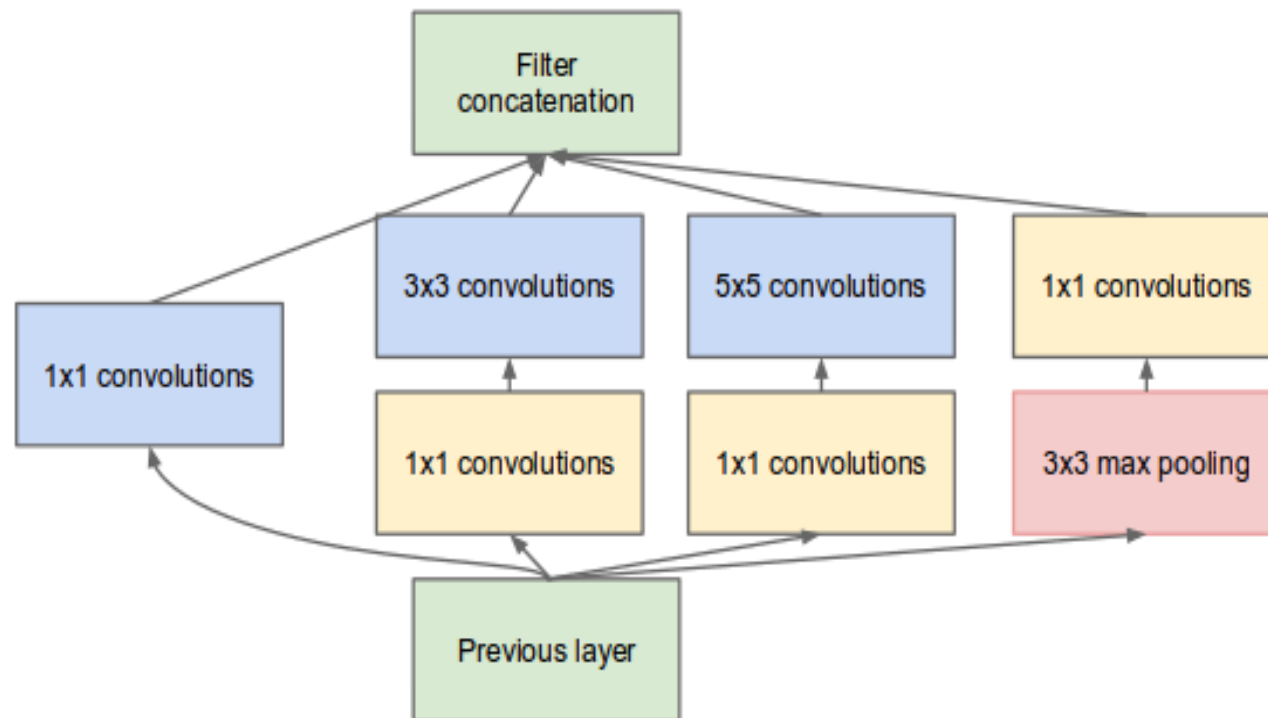 Filter
concatenation
3x3 convolutions
5x5 convolutions
1x1 convolutions
1x1 convolutions
1x1 convolutions
1x1 convolutions
3x3 max pooling
Previous layer